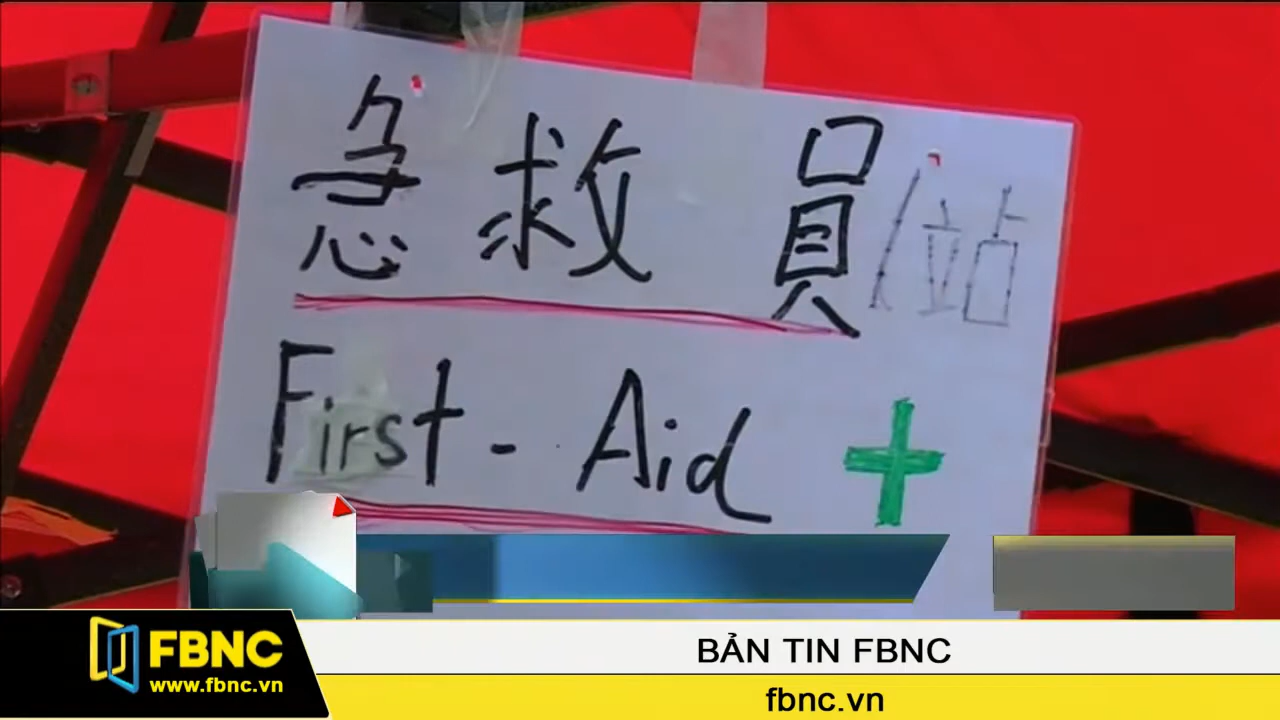 急救員/站
First-Aid +
FBNC
www.fbnc.vn
BẢN TIN FBNC
fbnc.vn